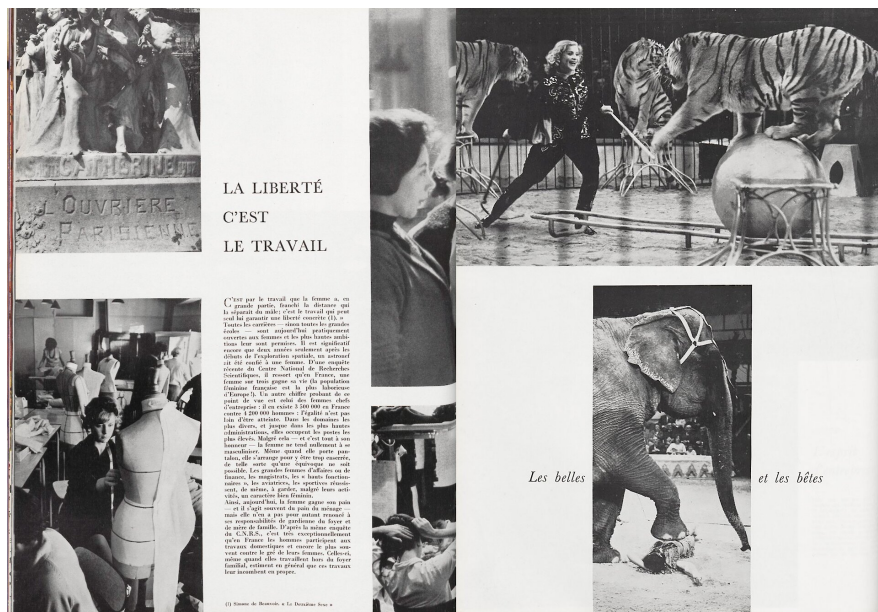 CATHERINE
L'OUVRIERE
PARISIENNE
LA LIBERTÉ
C'EST
LE TRAVAIL
C'EST par le travail que la femme a, en
grande partie, franchi la distance qui
la séparait du mâle; c'est le travail qui peut
seul lui garantir une liberté concrète (1). »
Toutes les carrières — sinon toutes les grandes
écoles — sont aujourd'hui pratiquement
ouvertes aux femmes et les plus hautes ambi-
tions leur sont permises. Il est significatif
encore que deux années seulement après les
débuts de l'exploration spatiale, un astronef
ait été confié à une femme. D'une enquête
récente du Centre National de Recherches
Scientifiques, il ressort qu'en France, une
femme sur trois gagne sa vie (la population
féminine française est la plus laborieuse
d'Europe !). Un autre chiffre probant de ce
point de vue est celui des femmes chefs
d'entreprise : il en existe 3 500 000 en France
contre 4 200 000 hommes : l'égalité n'est pas
loin d'être atteinte. Dans les domaines les
plus divers, et jusque dans les plus hautes
administrations, elles occupent les postes les
plus élevés. Malgré cela — et c'est tout à son
honneur — la femme ne tend nullement à se
masculiniser. Même quand elle porte pan-
talon, elle s'arrange pour y être trop enserrée,
de telle sorte qu'une équivoque ne soit
possible. Les grandes femmes d'affaires ou de
finance, les magistrats, les « hauts fonction-
naires », les aviatrices, les sportives réussis-
sent, de même, à garder, malgré leurs acti-
vités, un caractère bien féminin.
Ainsi, aujourd'hui, la femme gagne son pain
— et il s'agit souvent du pain du ménage —
mais elle n'en a pas pour autant renoncé à
ses responsabilités de gardienne du foyer et
de mère de famille. D'après la même enquête
du C.N.R.S., c'est très exceptionnellement
qu'en France les hommes participent aux
travaux domestiques et encore le plus sou-
vent contre le gré de leurs femmes. Celles-ci,
même quand elles travaillent hors du foyer
familial, estiment en général que ces travaux
leur incombent en propre.
(1) Simone de Beauvoir. « Le Deuxième Sexe »
Les belles et les bêtes